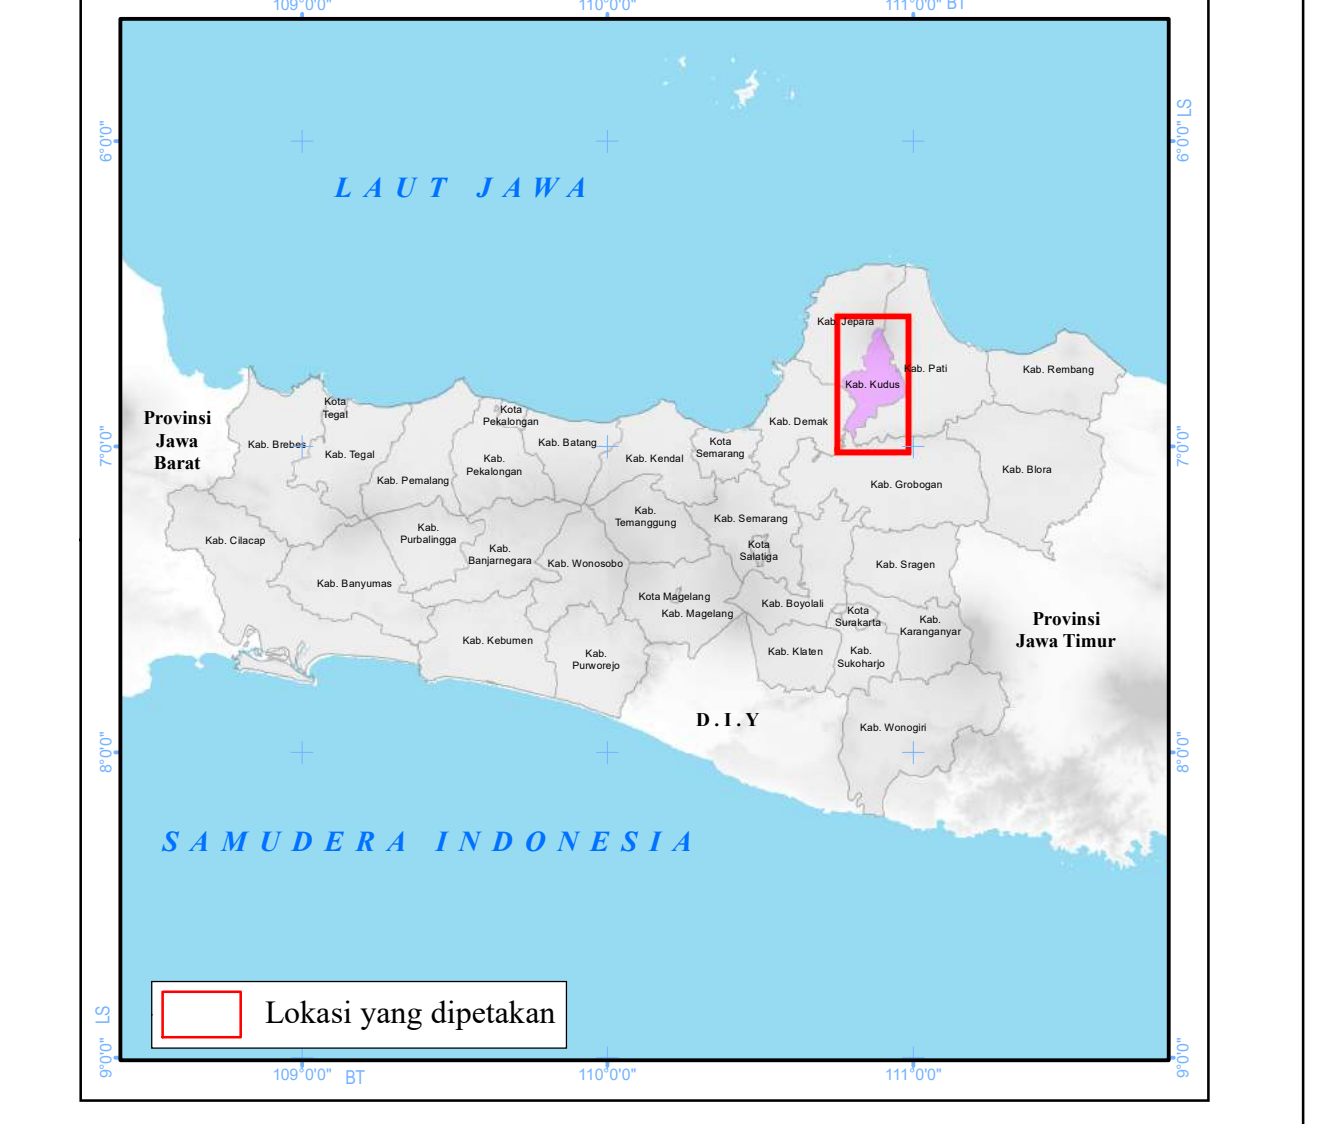 109°0'0"
110°0'0"
111°0'0" BT
6°0'0"
6°0'0" LS
LAUT JAWA
Kab. Jepara
Kab. Pati
Kab. Rembang
Kab. Kudus
Kota
Tegal
Kota
Pekalongan
Provinsi
Jawa
Barat
Kab. Demak
Kab. Brebes
Kab. Tegal
Kab. Batang
Kota
Semarang
7°0'0"
7°0'0"
Kab. Pemalang
Kab.
Pekalongan
Kab. Kendal
Kab. Grobogan
Kab. Blora
Kab. Cilacap
Kab.
Purbalingga
Kab.
Temanggung
Kab. Semarang
Kab.
Banjarnegara
Kab. Wonosobo
Kota
Salatiga
Kab. Sragen
Kab. Banyumas
Kota Magelang
Kab. Magelang
Kab. Boyolali
Kota
Surakarta
Kab.
Karanganyar
Provinsi
Jawa Timur
Kab. Kebumen
Kab.
Purworejo
Kab. Klaten
Kab.
Sukoharjo
D.I.Y
Kab. Wonogiri
8°0'0"
8°0'0"
SAMUDERA INDONESIA
Lokasi yang dipetakan
9°0'0" LS
9°0'0"
109°0'0" BT
110°0'0"
111°0'0"